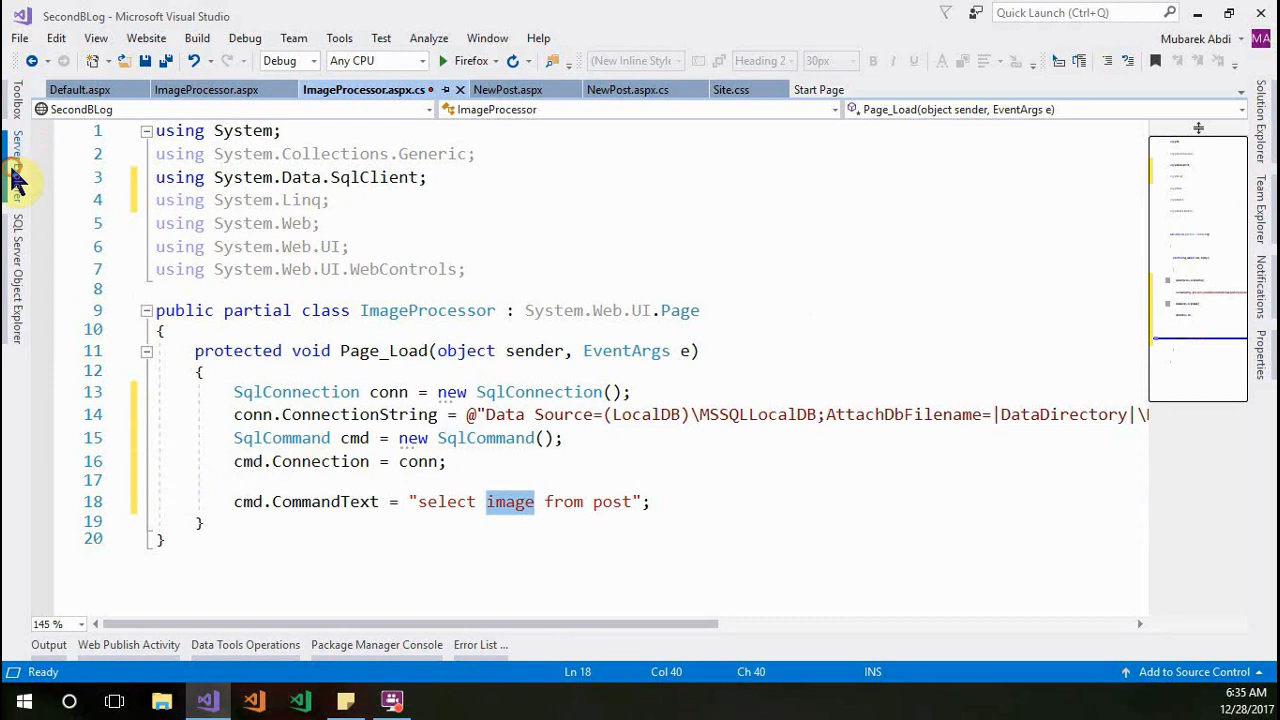 SecondBLog - Microsoft Visual Studio
Quick Launch (Ctrl+Q)
File Edit View Website Build Debug Team Tools Test Analyze Window Help
Mubarek Abdi MA
Debug Any CPU Firefox (New Inline Style Heading 2 30px
Default.aspx ImageProcessor.aspx ImageProcessor.aspx.cs NewPost.aspx NewPost.aspx.cs Site.css Start Page
SecondBLog ImageProcessor Page_Load(object sender, EventArgs e)
Toolbox
SQL Server Object Explorer
1 using System;
2 using System.Collections.Generic;
3 using System.Data.SqlClient;
4 using System.Linq;
5 using System.Web;
6 using System.Web.UI;
7 using System.Web.UI.WebControls;
8
9 public partial class ImageProcessor : System.Web.UI.Page
10 {
11 protected void Page_Load(object sender, EventArgs e)
12 {
13 SqlConnection conn = new SqlConnection();
14 conn.ConnectionString = @"Data Source=(LocalDB)\MSSQLLocalDB;AttachDbFilename=|DataDirectory|\
15 SqlCommand cmd = new SqlCommand();
16 cmd.Connection = conn;
17
18 cmd.CommandText = "select image from post";
19 }
20 }
Solution Explorer
Team Explorer
Notifications
Properties
145 %
Output Web Publish Activity Data Tools Operations Package Manager Console Error List ...
Ready Ln 18 Col 40 Ch 40 INS Add to Source Control
6:35 AM
12/28/2017